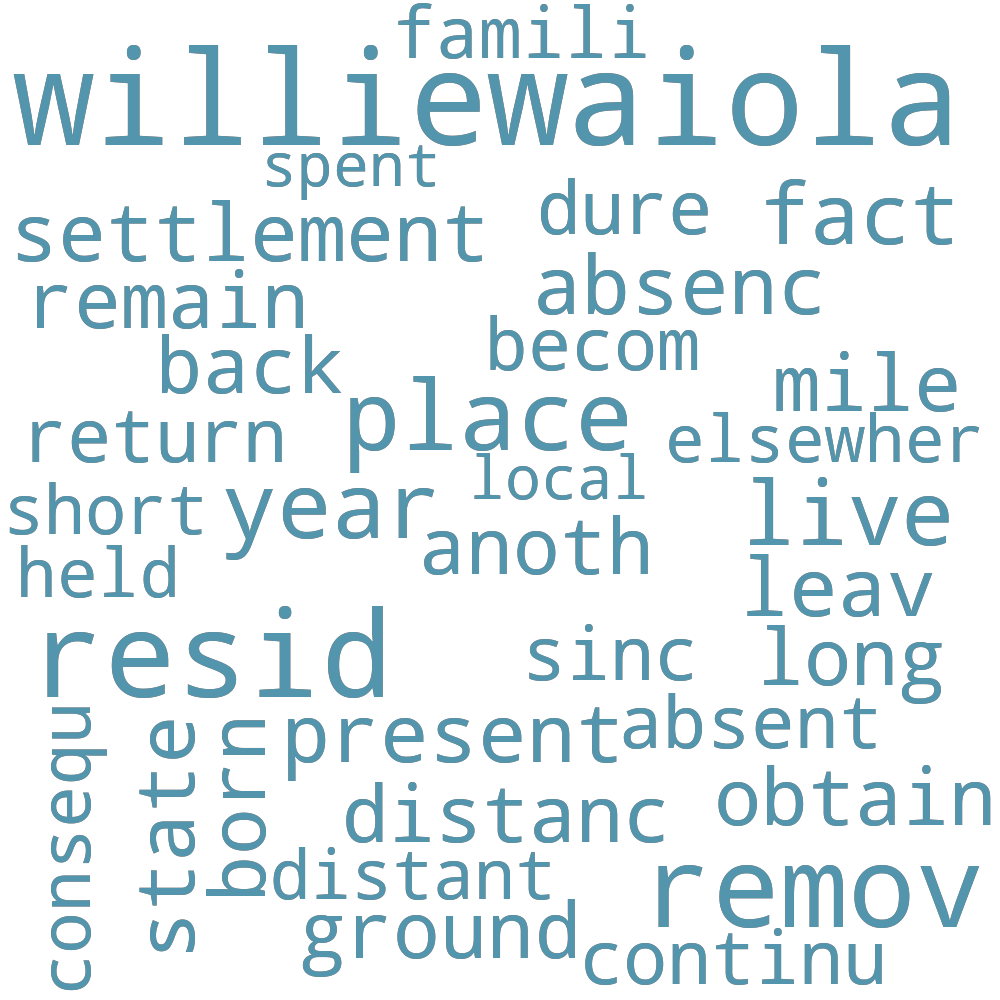 famili
williewaiola
spent
settlement
dure
fact
remain
absenc
back
becom
mile
place
return
elsewher
local
short
year
live
anoth
held
leav
resid
sinc
long
consequ
state
born
present
absent
distanc
obtain
distant
remov
ground
continu